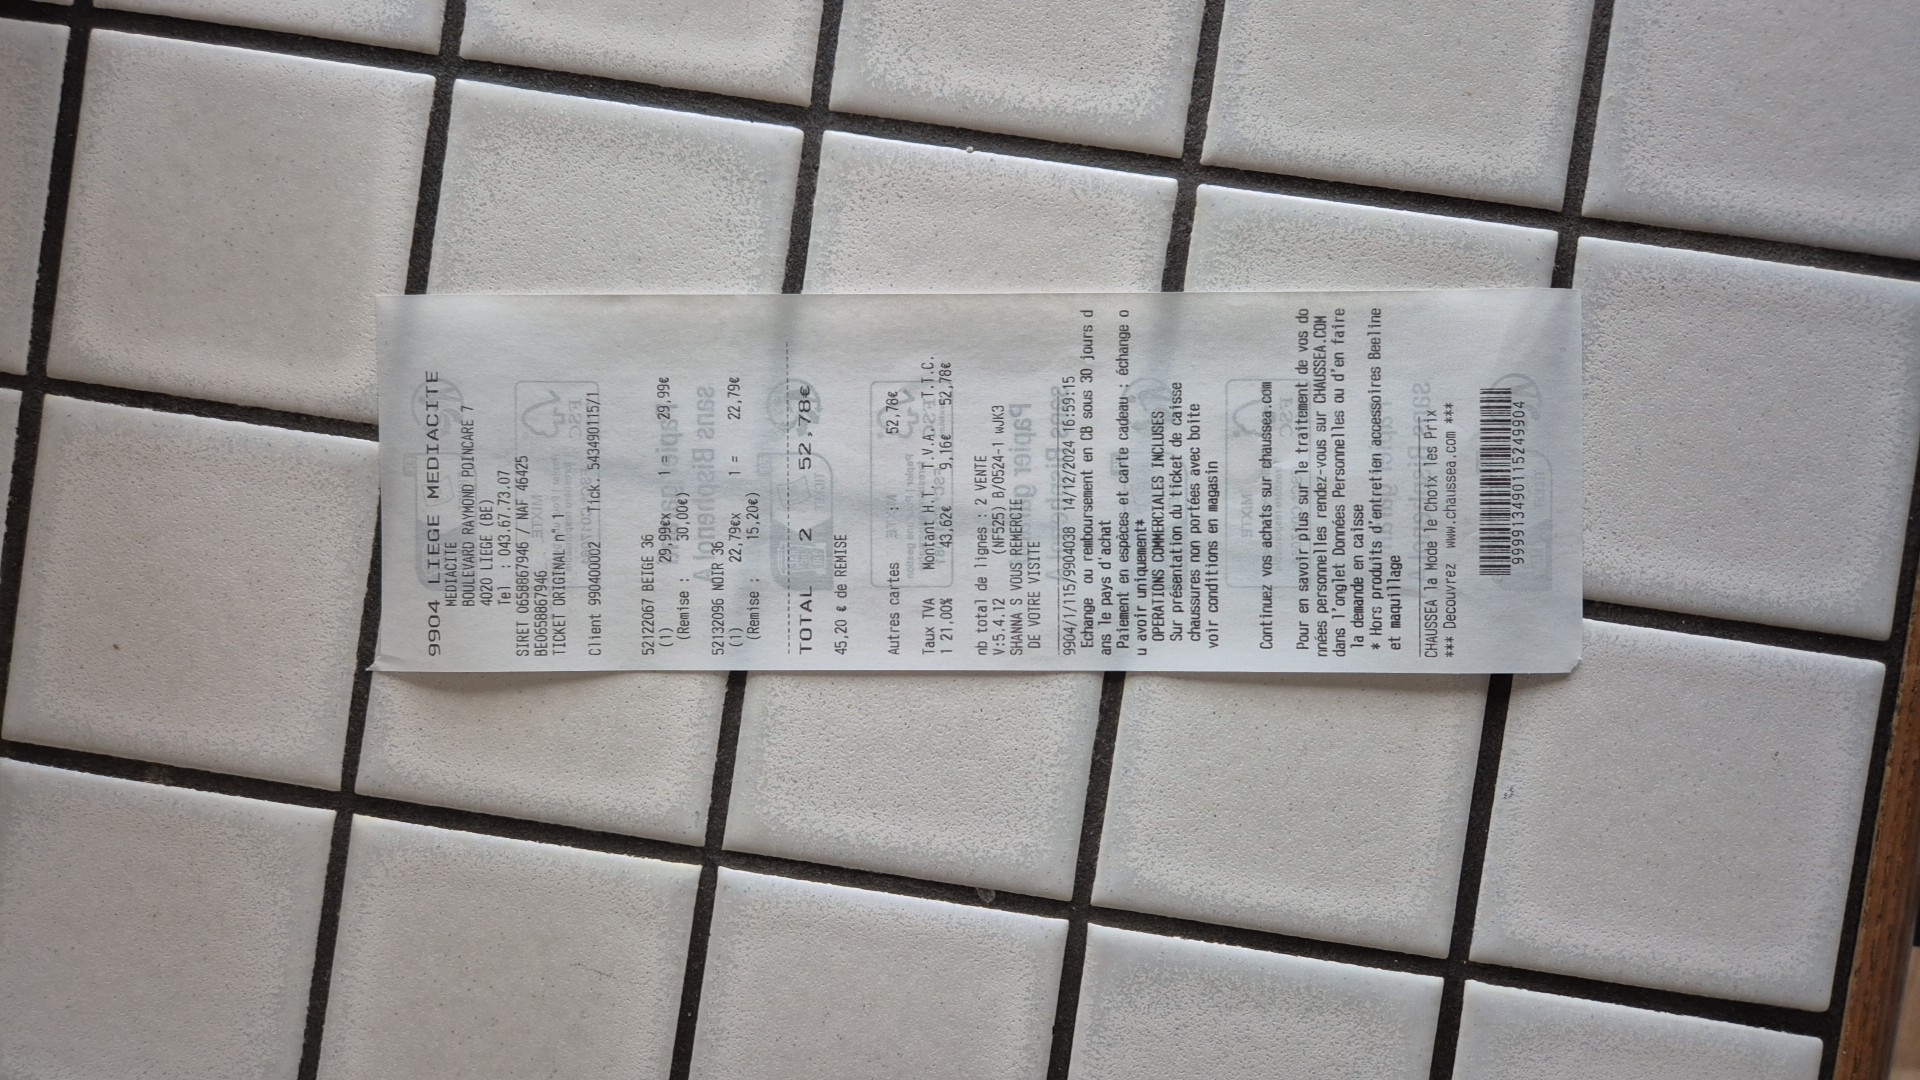 9904 LIEGE MEDIACITE
MEDIACITE
BOULEVARD RAYMOND POINCARE 7
4020 LIEGE (BE)
Tel : 043.67.73.07
SIRET 0658867946 / NAF 46425
BE0658867946
TICKET ORIGINAL n° 1
Client 990400002 Tick. 543490115/1
52122067 BEIGE 36
(1) 29,99€x 1 = 29,99€
(Remise : 30,00€)
52132096 NOIR 36
(1) 22,79€x 1 = 22,79€
(Remise : 15,20€)
TOTAL 2 52,78€
45,20 € de REMISE
Autres cartes : 52,78€
Taux TVA Montant H.T. T.V.A. T.T.C.
1 21,00% 43,62€ 9,16€ 52,78€
nb total de lignes : 2 VENTE
V:5.4.12 (NF525) B/0524-1 wJK3
SHANNA S VOUS REMERCIE
DE VOTRE VISITE
9904/1/115/9904038 14/12/2024 16:59:15
Echange ou remboursement en CB sous 30 jours d
ans le pays d'achat
Paiement en espèces et carte cadeau : échange o
u avoir uniquement*
OPERATIONS COMMERCIALES INCLUSES
Sur présentation du ticket de caisse
chaussures non portées avec boite
voir conditions en magasin
Continuez vos achats sur chaussea.com
Pour en savoir plus sur le traitement de vos do
nnées personnelles rendez-vous sur CHAUSSEA.COM
dans l'onglet Données Personnelles ou d'en faire
la demande en caisse
* Hors produits d'entretien accessoires Beeline
et maquillage
CHAUSSEA la Mode le Choix les Prix
*** Decouvrez www.chaussea.com ***
999913490115249904